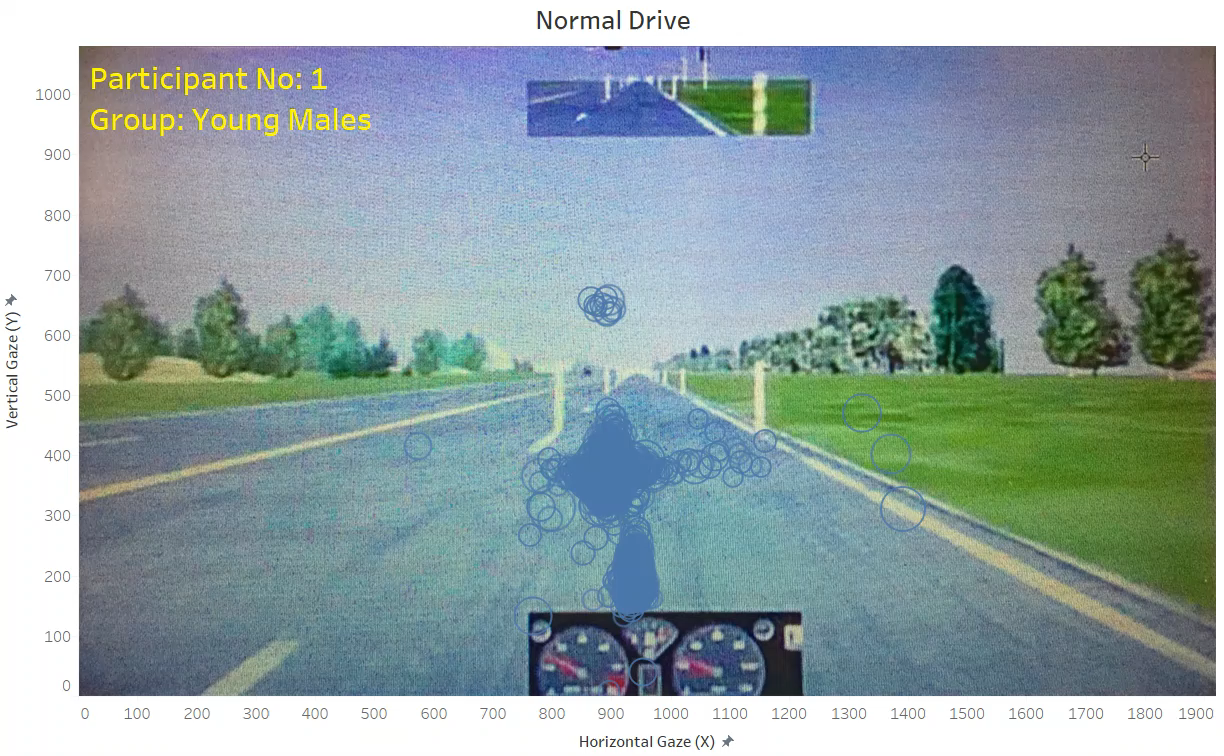 Normal Drive
Participant No: 1
Group: Young Males
Vertical Gaze (Y)
1000
900
800
700
600
500
400
300
200
100
0
0 100 200 300 400 500 600 700 800 900 1000 1100 1200 1300 1400 1500 1600 1700 1800 1900
Horizontal Gaze (X)